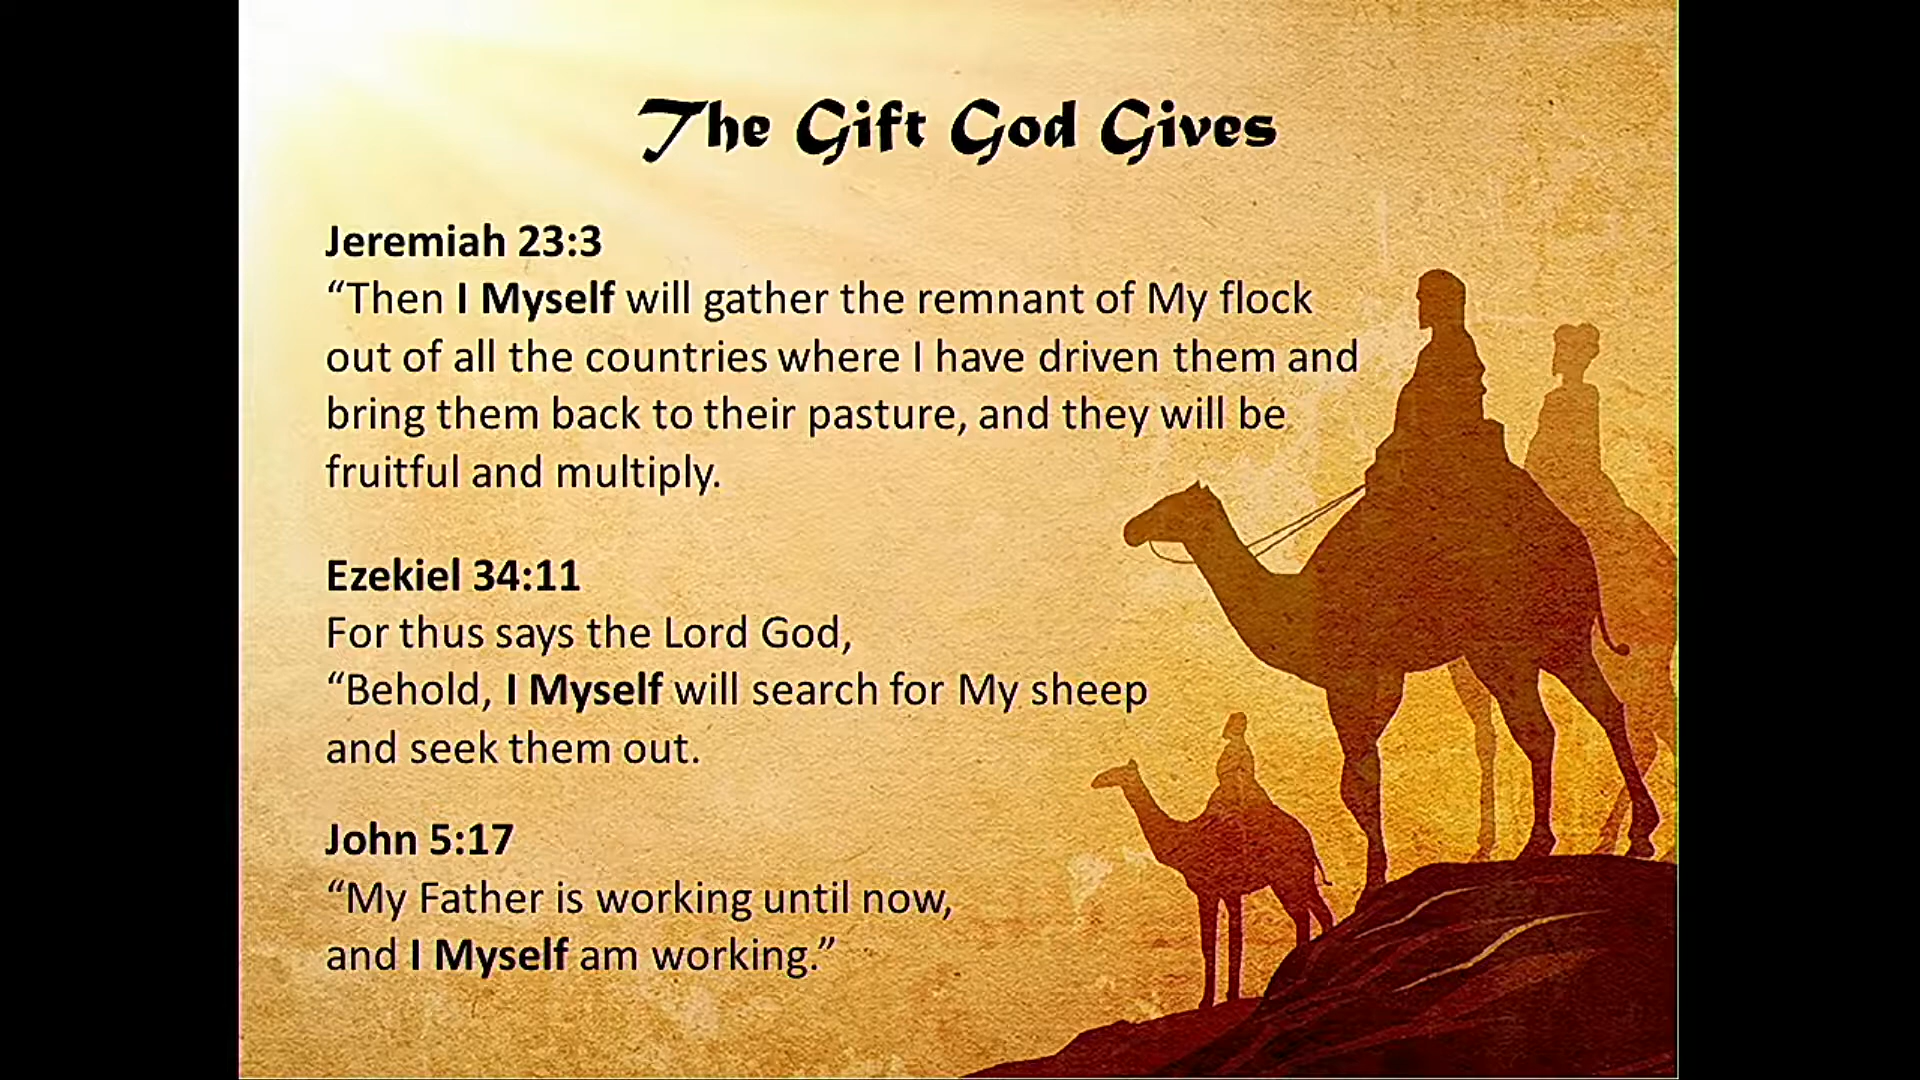 The Gift God Gives
Jeremiah 23:3
“Then I Myself will gather the remnant of My flock
out of all the countries where I have driven them and
bring them back to their pasture, and they will be
fruitful and multiply.
Ezekiel 34:11
For thus says the Lord God,
“Behold, I Myself will search for My sheep
and seek them out.
John 5:17
“My Father is working until now,
and I Myself am working.”